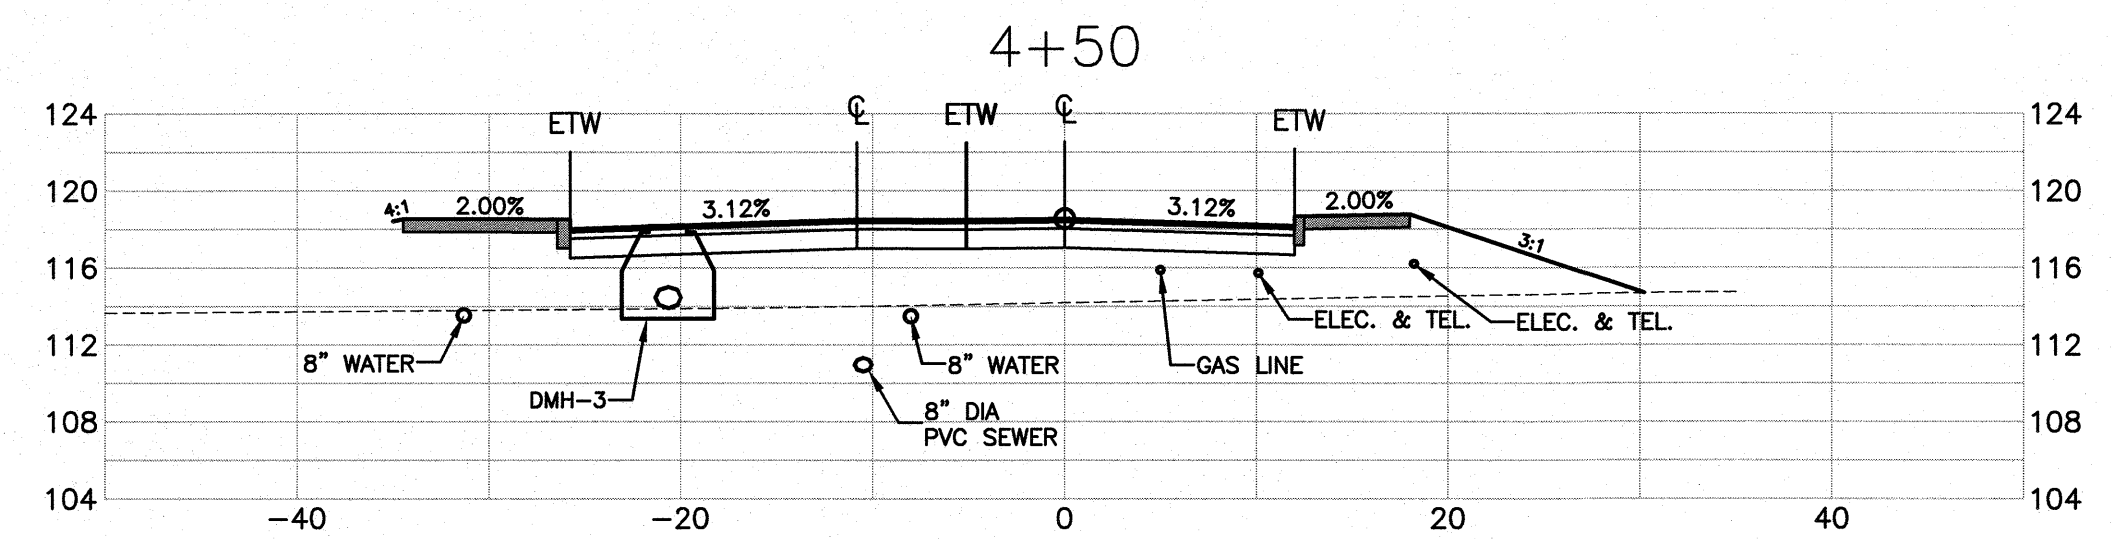 4+50
124 124
ETW ℄ ETW ℄ ETW
120 120
4:1 2.00% 3.12% 3.12% 2.00%
3:1
116 116
ELEC. & TEL. ELEC. & TEL.
112 112
8" WATER 8" WATER GAS LINE
DMH-3
8" DIA
PVC SEWER
108 108
104 104
-40 -20 0 20 40